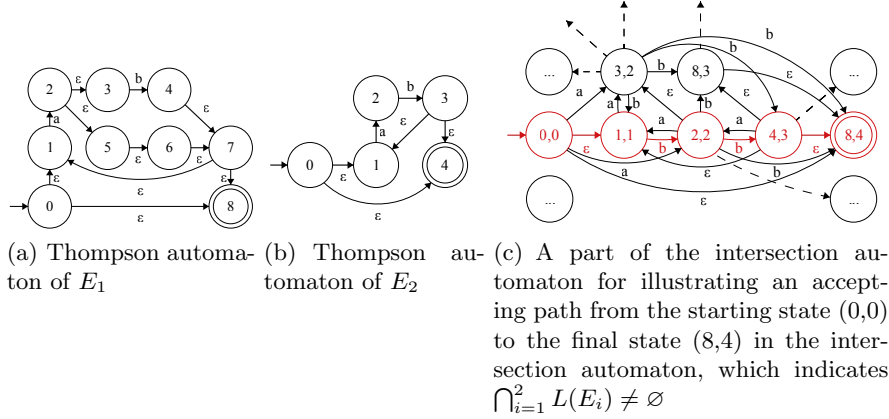 2 ε 3 b 4
ε
ε
a
1 5 ε 6 ε 7
ε
ε
ε
0 ε 8
2 b 3
ε
a ε
0 ε 1 4
ε
... 3,2 b 8,3 ...
b
b
ε
a a b ε b ε
0,0 ε 1,1 a b 2,2 a b 4,3 ε 8,4
a ε b
ε
... ...
(a) Thompson automa-
ton of E₁
(b) Thompson au-
tomaton of E₂
(c) A part of the intersection au-
tomaton for illustrating an accept-
ing path from the starting state (0,0)
to the final state (8,4) in the inter-
section automaton, which indicates
⋂²ᵢ₌₁ L(Eᵢ) ≠ ∅